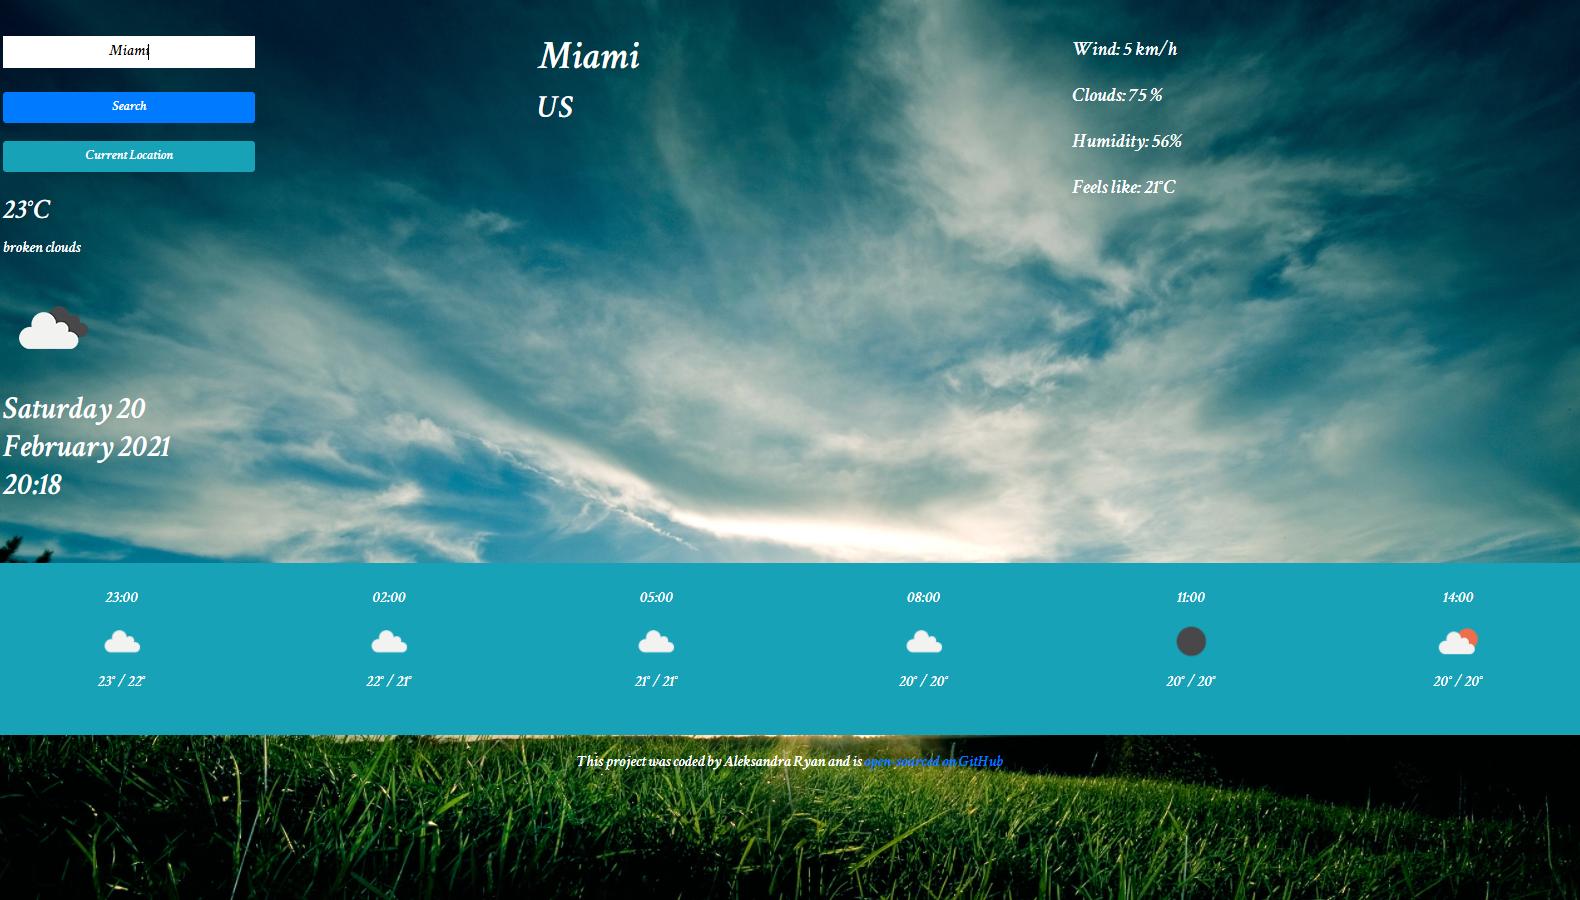 Miami
Search
Current Location
23°C
broken clouds
Saturday 20
February 2021
20:18
Miami
US
Wind: 5 km/h
Clouds: 75 %
Humidity: 56%
Feels like: 21°C
23:00
23° / 22°
02:00
22° / 21°
05:00
21° / 21°
08:00
20° / 20°
11:00
20° / 20°
14:00
20° / 20°
This project was coded by Aleksandra Ryan and is open-sourced on GitHub